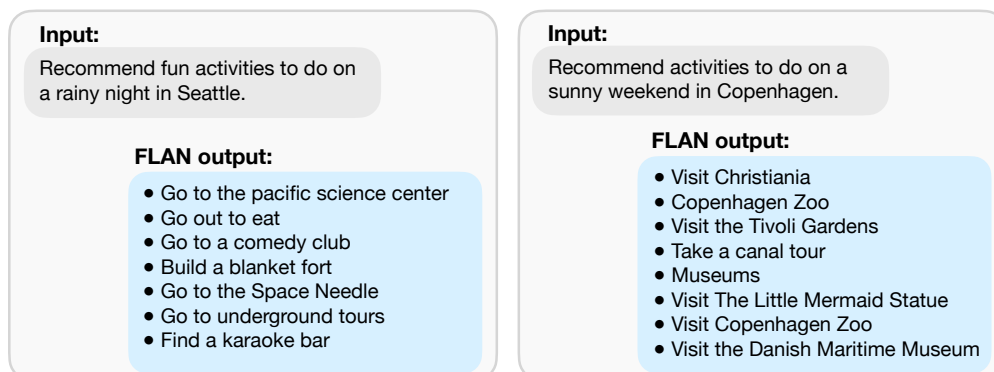 Input:
Recommend fun activities to do on
a rainy night in Seattle.
FLAN output:
• Go to the pacific science center
• Go out to eat
• Go to a comedy club
• Build a blanket fort
• Go to the Space Needle
• Go to underground tours
• Find a karaoke bar
Input:
Recommend activities to do on a
sunny weekend in Copenhagen.
FLAN output:
• Visit Christiania
• Copenhagen Zoo
• Visit the Tivoli Gardens
• Take a canal tour
• Museums
• Visit The Little Mermaid Statue
• Visit Copenhagen Zoo
• Visit the Danish Maritime Museum